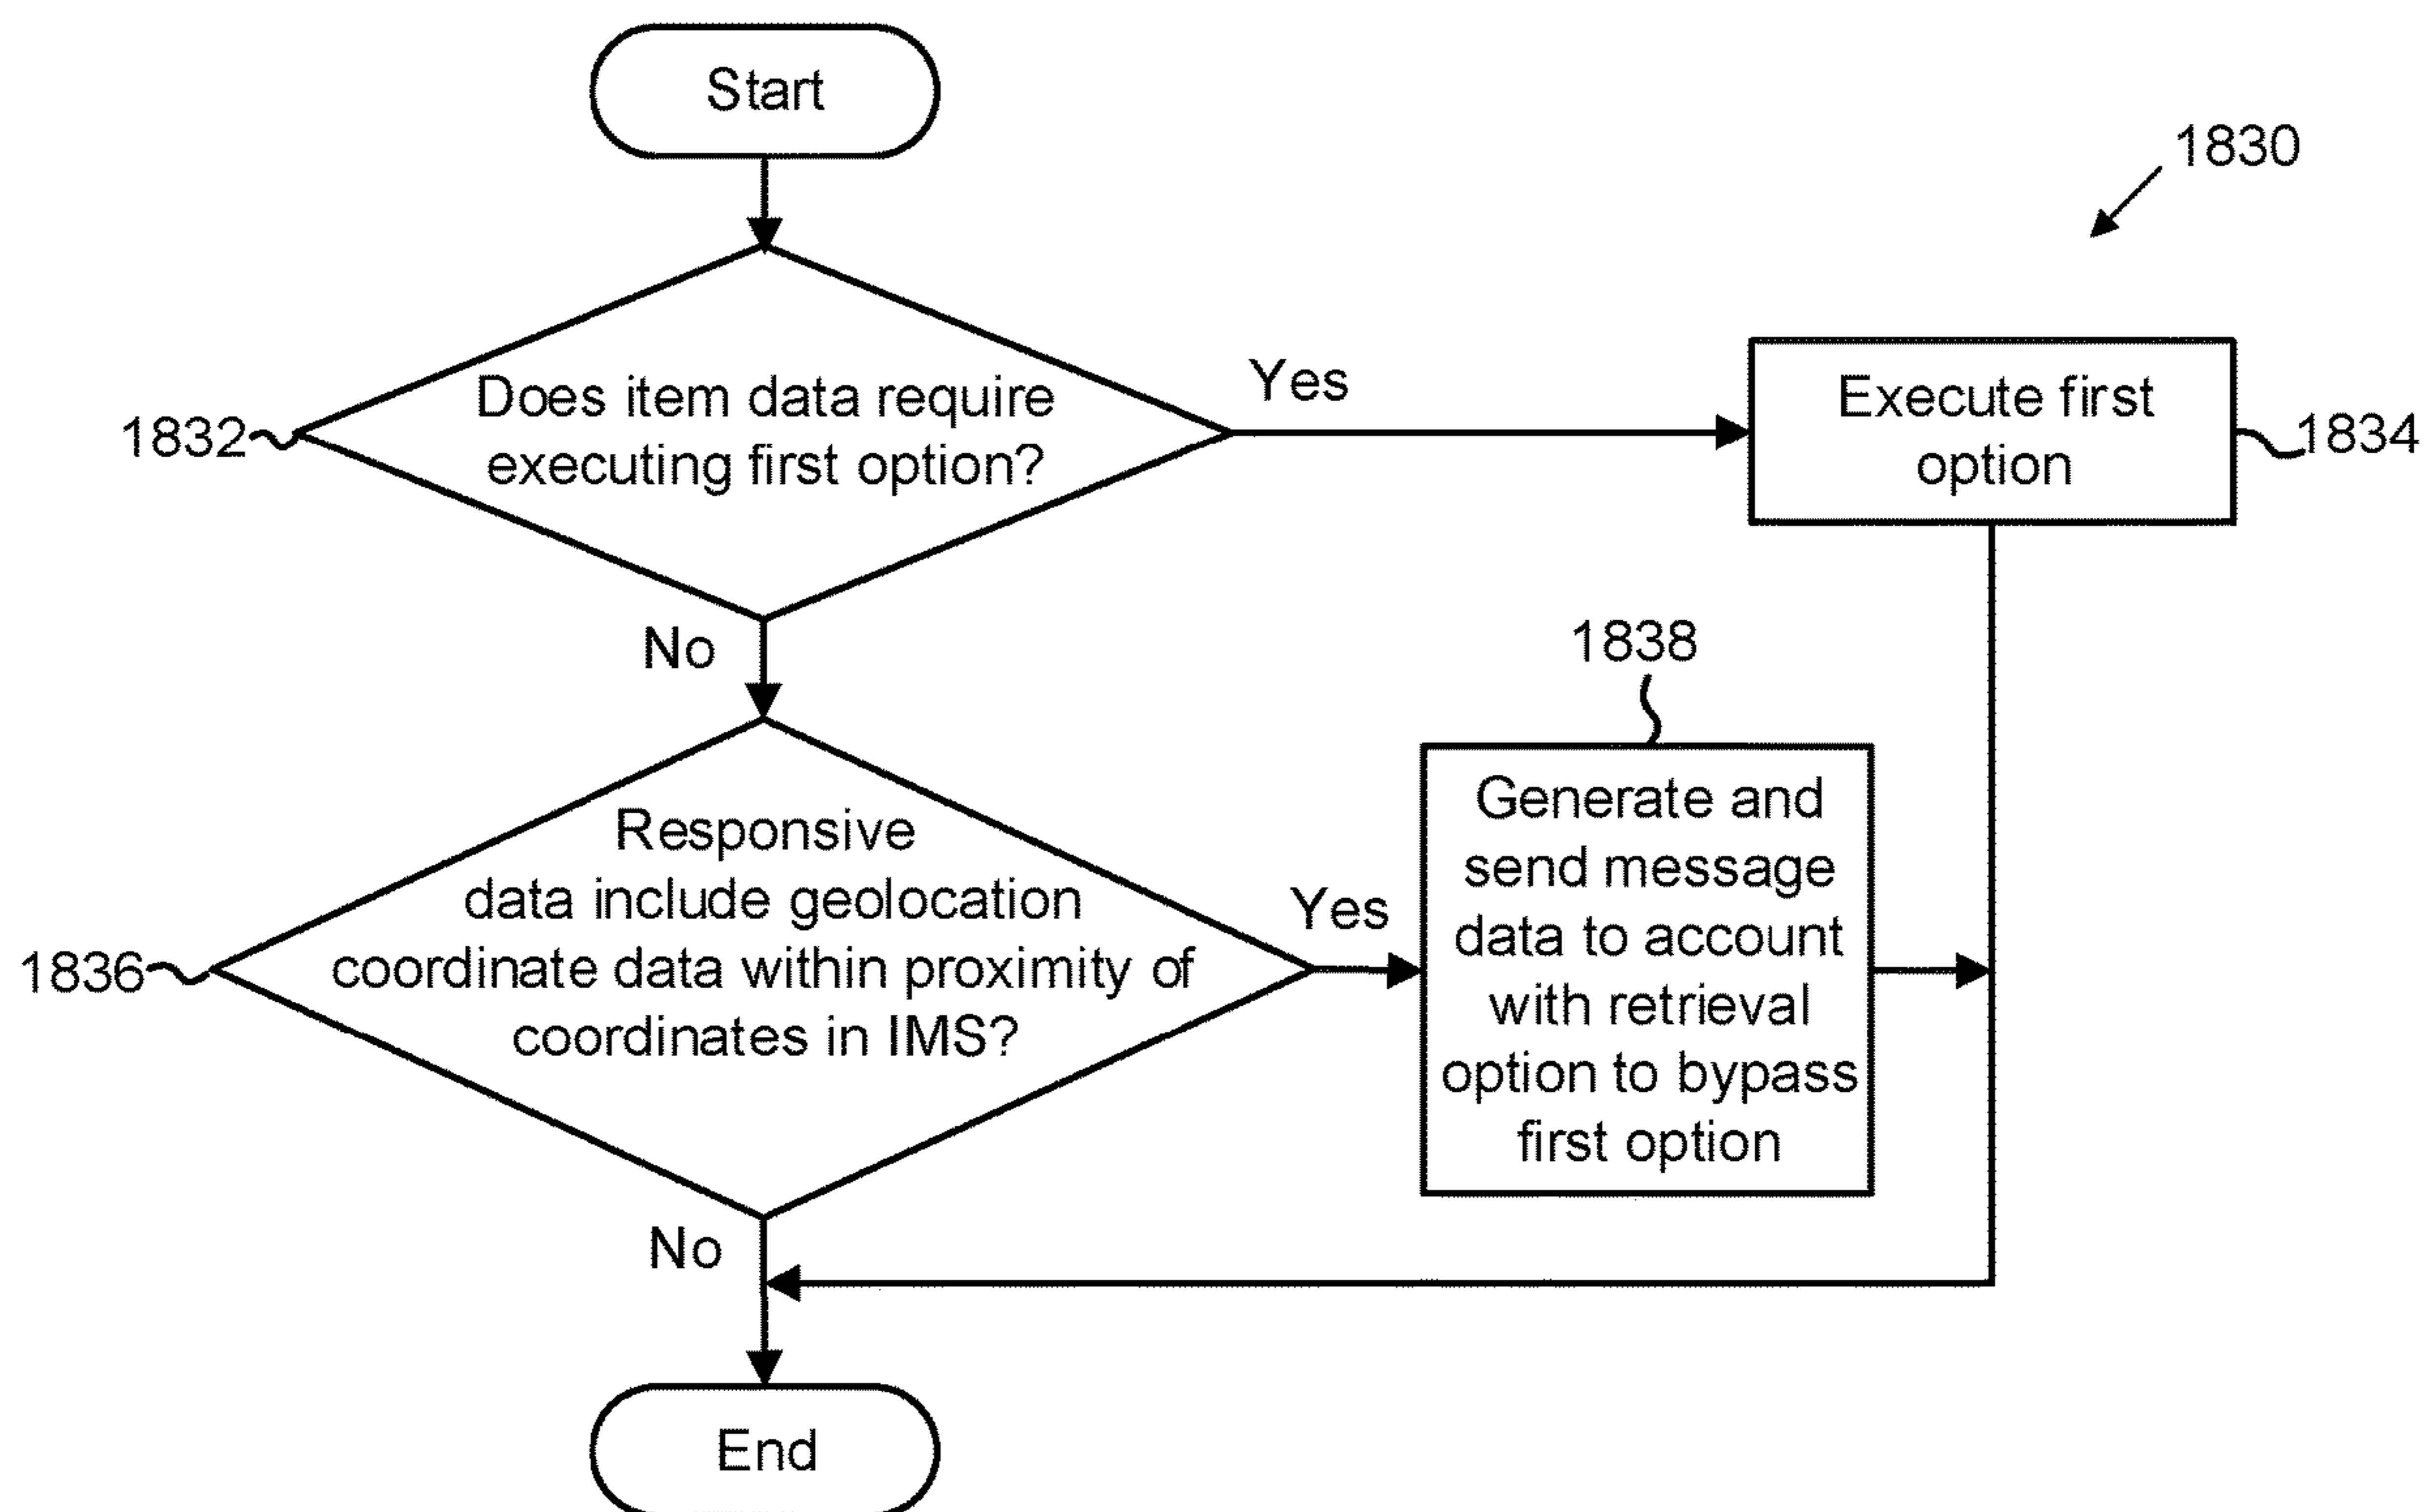 Start
1830
1832
Does item data require
executing first option?
Yes
Execute first
option
1834
No
1838
1836
Responsive
data include geolocation
coordinate data within proximity of
coordinates in IMS?
Yes
Generate and
send message
data to account
with retrieval
option to bypass
first option
No
End